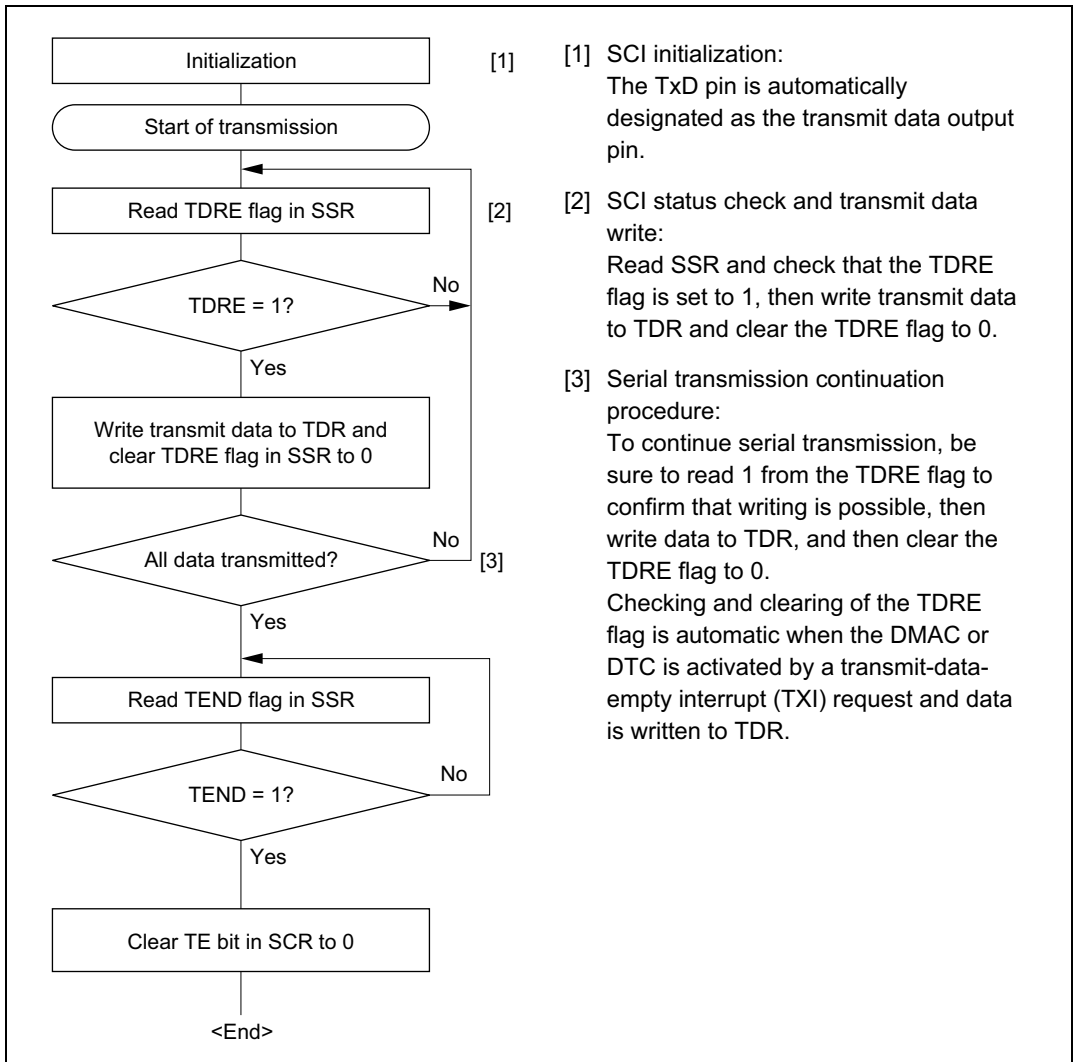 Initialization
[1]
Start of transmission
Read TDRE flag in SSR
[2]
No
TDRE = 1?
Yes
Write transmit data to TDR and
clear TDRE flag in SSR to 0
No
All data transmitted?
[3]
Yes
Read TEND flag in SSR
No
TEND = 1?
Yes
Clear TE bit in SCR to 0
<End>
[1] SCI initialization:
The TxD pin is automatically
designated as the transmit data output
pin.
[2] SCI status check and transmit data
write:
Read SSR and check that the TDRE
flag is set to 1, then write transmit data
to TDR and clear the TDRE flag to 0.
[3] Serial transmission continuation
procedure:
To continue serial transmission, be
sure to read 1 from the TDRE flag to
confirm that writing is possible, then
write data to TDR, and then clear the
TDRE flag to 0.
Checking and clearing of the TDRE
flag is automatic when the DMAC or
DTC is activated by a transmit-data-
empty interrupt (TXI) request and data
is written to TDR.